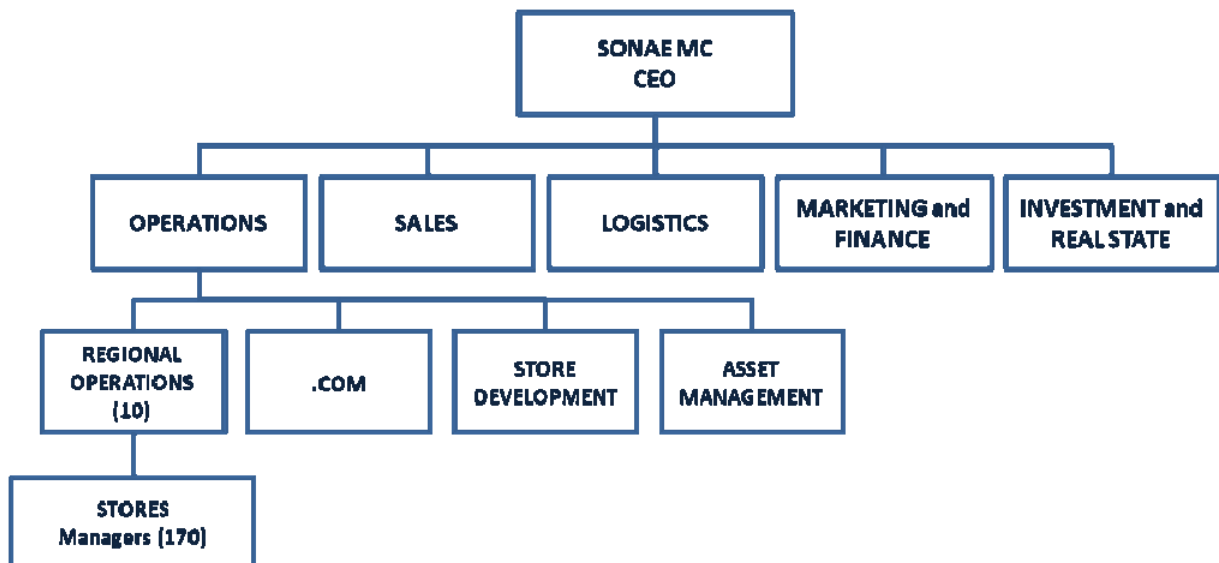 SONAE MC
CEO
OPERATIONS
SALES
LOGISTICS
MARKETING and
FINANCE
INVESTMENT and
REAL STATE
REGIONAL
OPERATIONS
(10)
.COM
STORE
DEVELOPMENT
ASSET
MANAGEMENT
STORES
Managers (170)